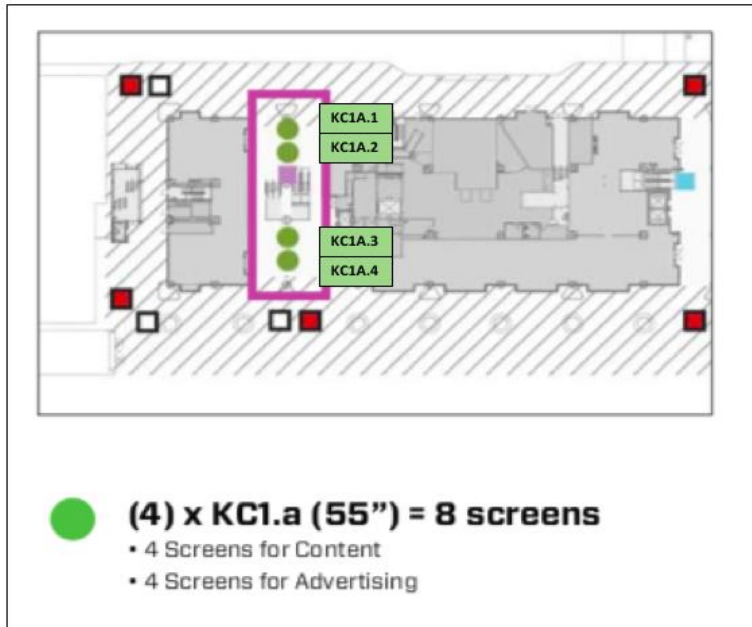 KC1A.1
KC1A.2
KC1A.3
KC1A.4
(4) x KC1.a (55”) = 8 screens
• 4 Screens for Content
• 4 Screens for Advertising